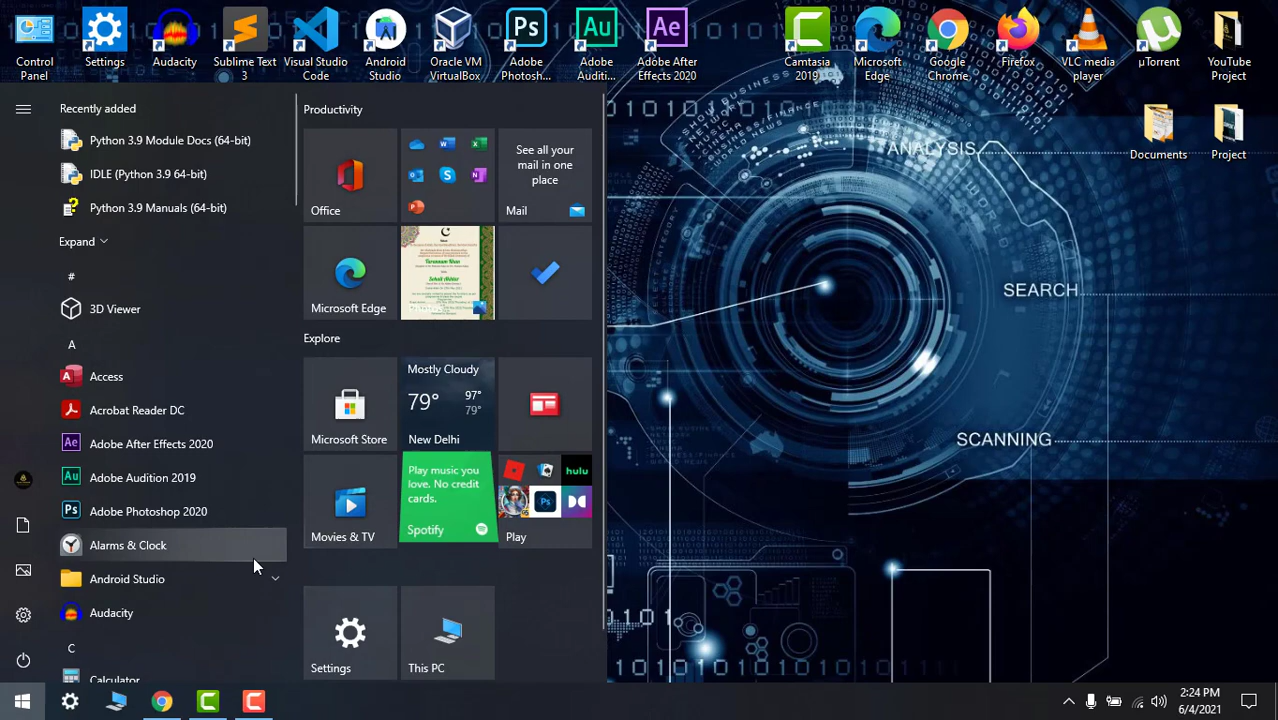 Control
Panel
Settings
Audacity
Sublime Text
3
Visual Studio
Code
Android
Studio
Oracle VM
VirtualBox
Adobe
Photosh...
Adobe
Auditi...
Adobe After
Effects 2020
Camtasia
2019
Microsoft
Edge
Google
Chrome
Firefox
VLC media
player
µTorrent
YouTube
Project
Documents
Project
Recently added
Python 3.9 Module Docs (64-bit)
IDLE (Python 3.9 64-bit)
Python 3.9 Manuals (64-bit)
Expand
#
3D Viewer
A
Access
Acrobat Reader DC
Adobe After Effects 2020
Adobe Audition 2019
Adobe Photoshop 2020
Alarms & Clock
Android Studio
Audacity
C
Calculator
Productivity
Office
See all your
mail in one
place
Mail
Microsoft Edge
Explore
Microsoft Store
Mostly Cloudy
79° 97°
79°
New Delhi
Movies & TV
Play music you
love. No credit
cards.
Spotify
hulu
Play
Settings
This PC
ANALYSIS
SEARCH
SCANNING
2:24 PM
6/4/2021